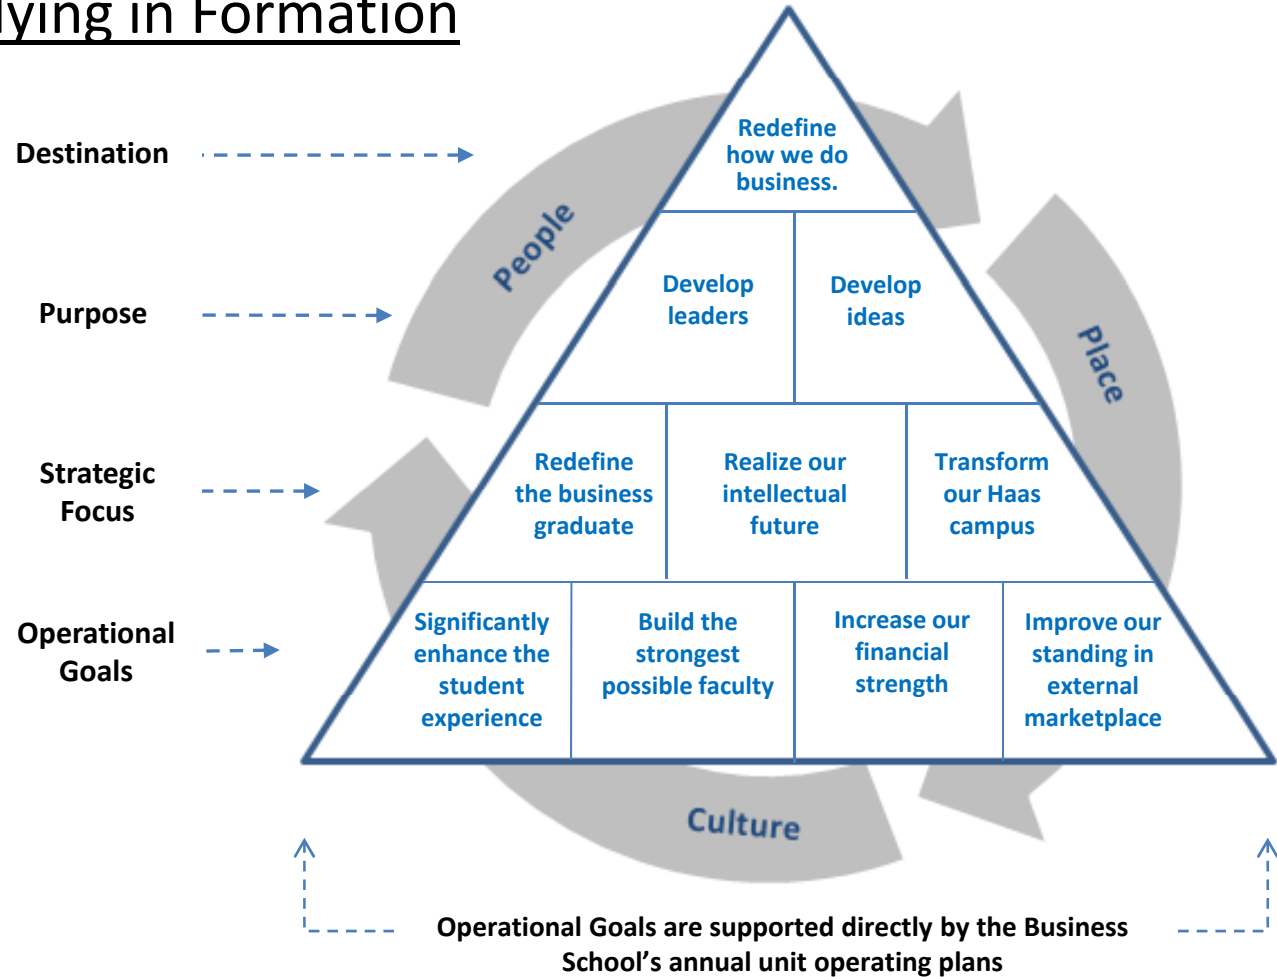 lying in Formation
Destination
Redefine
how we do
business.
People
Place
Purpose
Develop
leaders
Develop
ideas
Strategic
Focus
Redefine
the business
graduate
Realize our
intellectual
future
Transform
our Haas
campus
Operational
Goals
Significantly
enhance the
student
experience
Build the
strongest
possible faculty
Increase our
financial
strength
Improve our
standing in
external
marketplace
Culture
Operational Goals are supported directly by the Business
School's annual unit operating plans